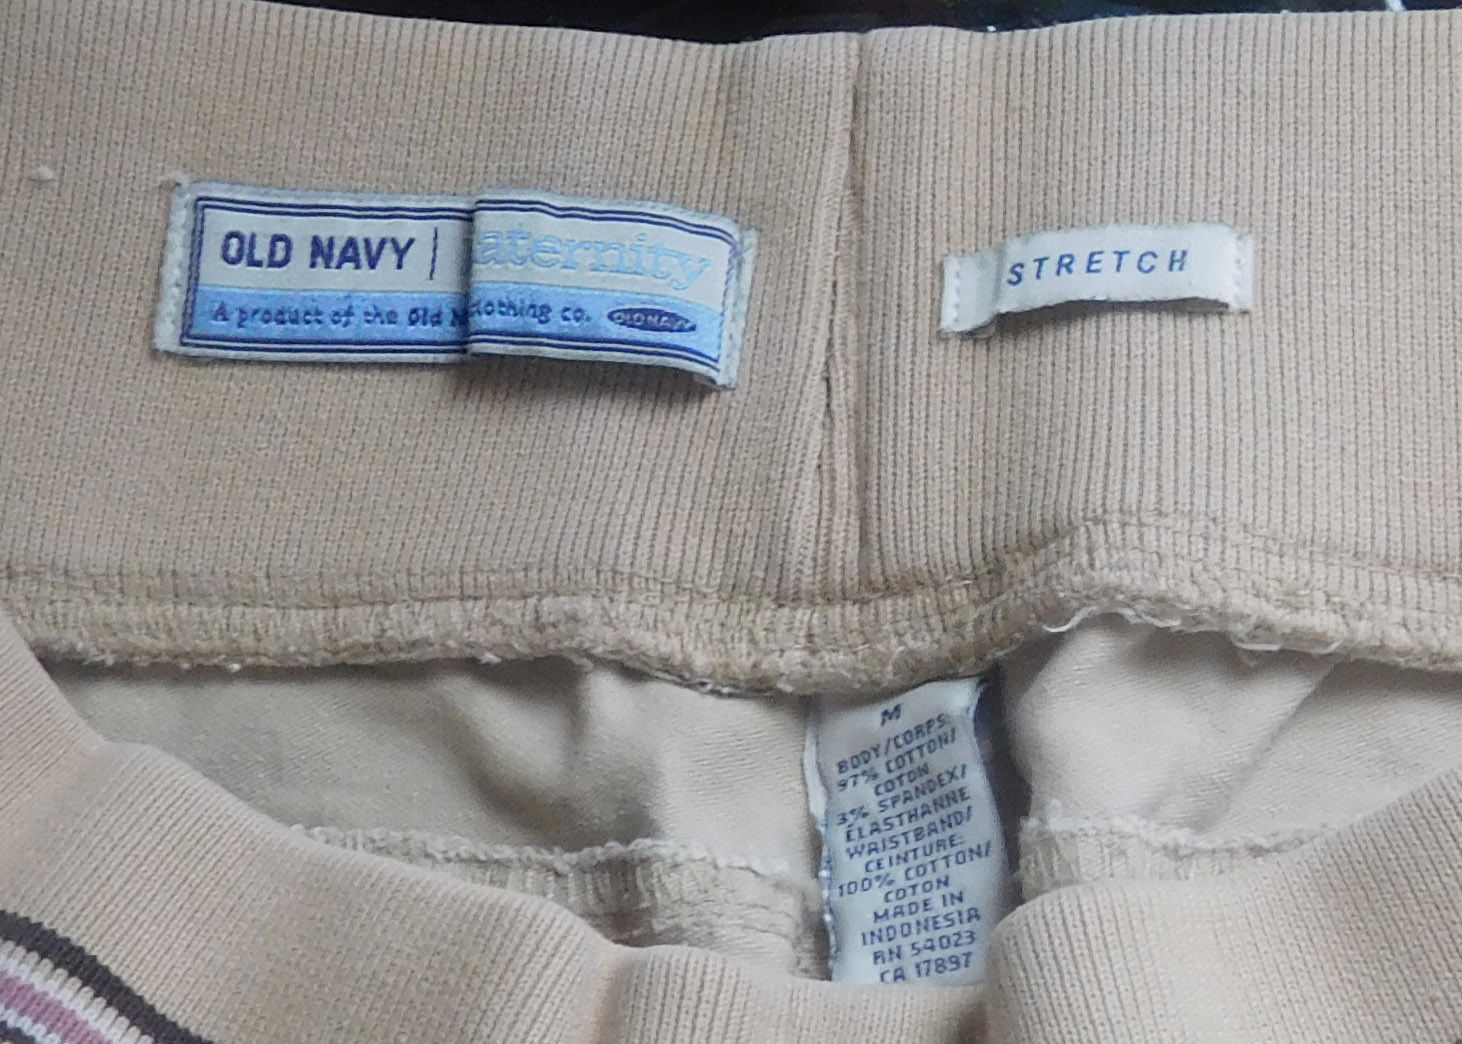 OLD NAVY | aternity
A product of the Old N lothing co. OLD NAVY
STRETCH
M
BODY/CORPS:
97% COTTON/
COTON
3% SPANDEX/
ELASTHANNE
WAISTBAND/
CEINTURE:
100% COTTON/
COTON
MADE IN
INDONESIA
RN 54023
CA 17897